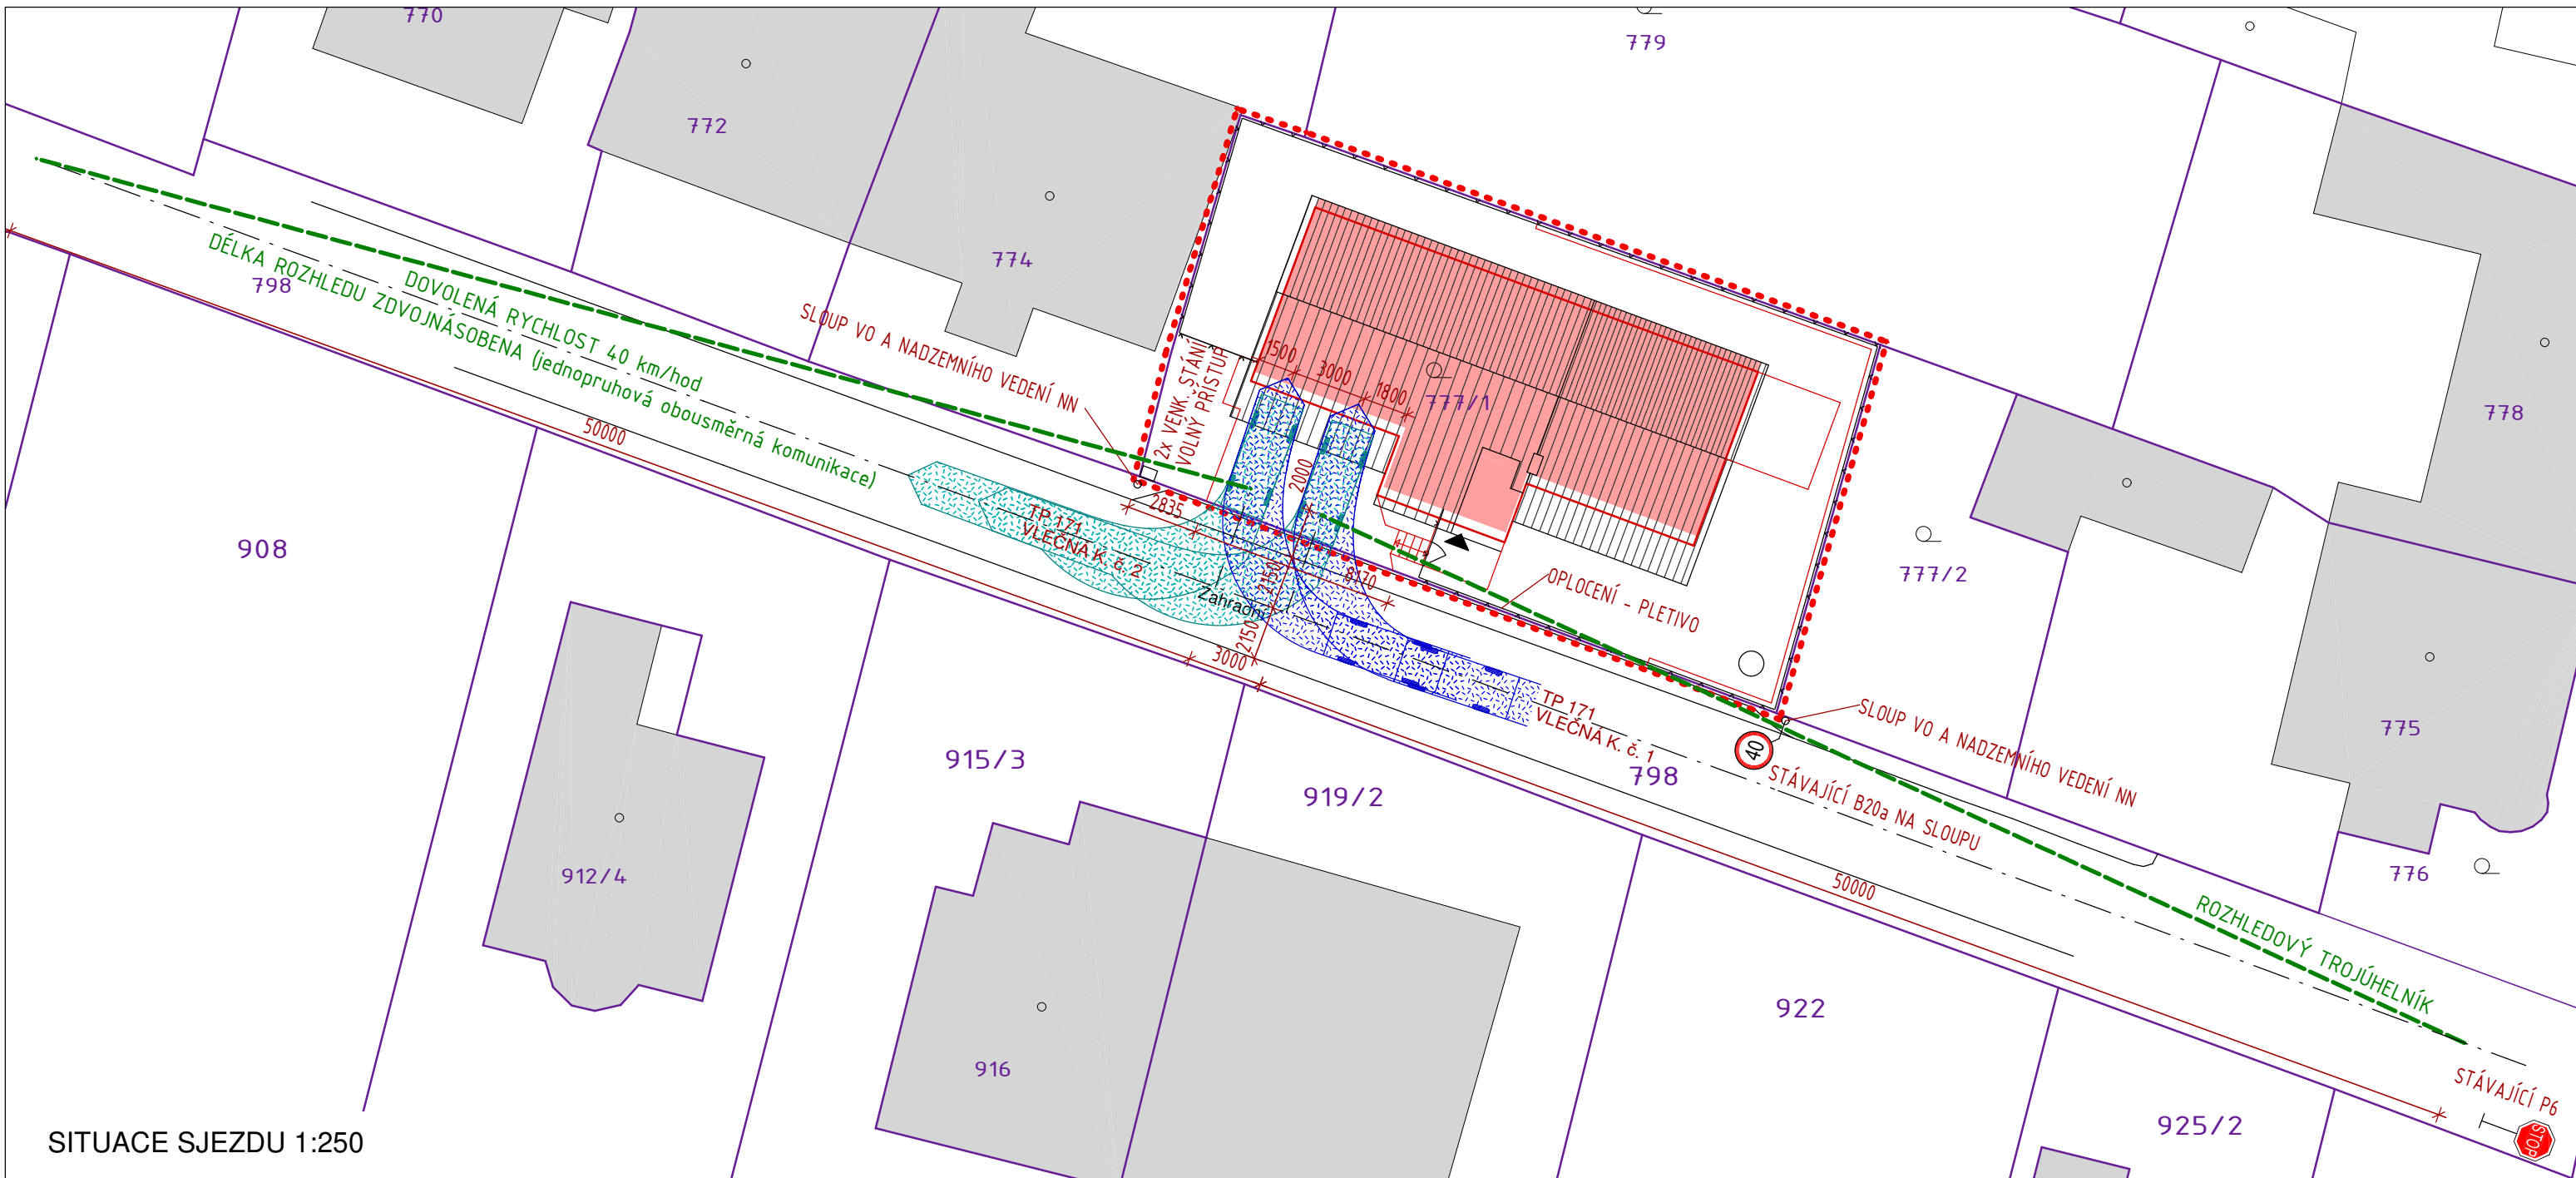 770
779
772
774
798
DÉLKA ROZHLEDU ZDVOJNÁSOBENA (jednopruhová obousměrná komunikace)
DOVOLENÁ RYCHLOST 40 km/hod
SLOUP VO A NADZEMNÍHO VEDENÍ NN
2x VENK. STÁNÍ
VOLNÝ PŘÍSTUP
1500
3000
1800
777/1
778
50000
2000
2835
TP 171
VLEČNÁ K. č. 2
2150
8170
Zahradní
2150
3000
OPLOCENÍ - PLETIVO
777/2
908
TP 171
VLEČNÁ K. č. 1
798
40
SLOUP VO A NADZEMNÍHO VEDENÍ NN
STÁVAJÍCÍ B20a NA SLOUPU
775
776
915/3
919/2
912/4
50000
ROZHLEDOVÝ TROJÚHELNÍK
922
916
925/2
STÁVAJÍCÍ P6
STOP
SITUACE SJEZDU 1:250